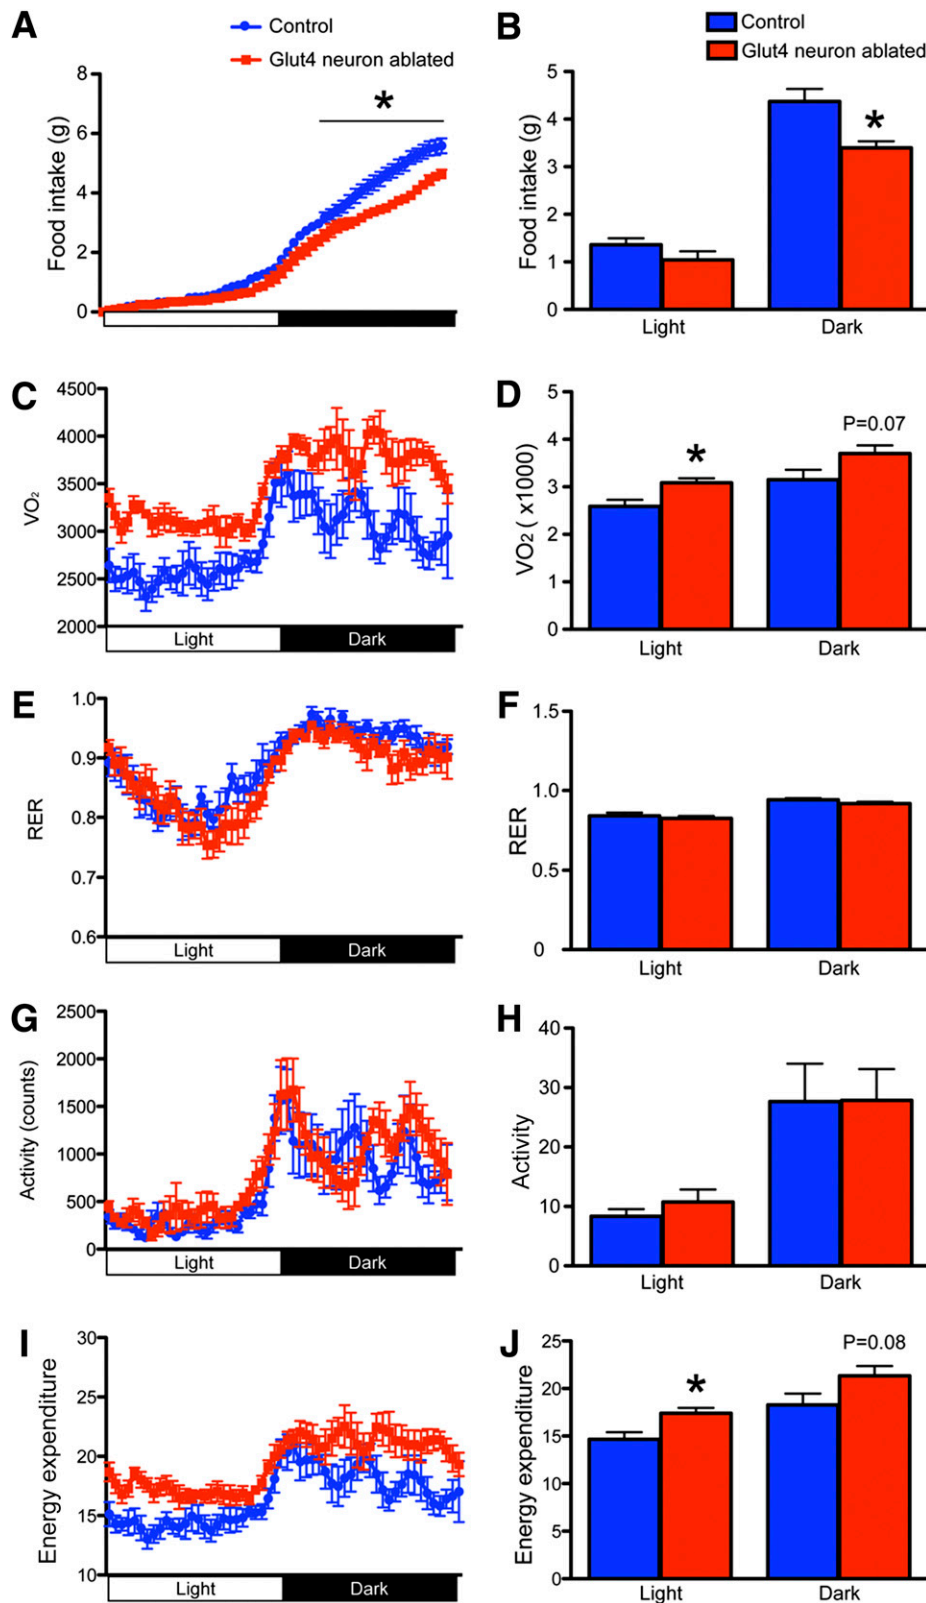 A
Control
Glut4 neuron ablated
Food intake (g)
8
6
4
2
0
*
B
Control
Glut4 neuron ablated
Food intake (g)
5
4
3
2
1
0
*
Light Dark
C
VO₂
4500
4000
3500
3000
2500
2000
Light Dark
D
VO₂ ( x1000)
5
4
3
2
1
0
*
P=0.07
Light Dark
E
RER
1.0
0.9
0.8
0.7
0.6
Light Dark
F
RER
1.5
1.0
0.5
0
Light Dark
G
Activity (counts)
2500
2000
1500
1000
500
0
Light Dark
H
Activity
40
30
20
10
0
Light Dark
I
Energy expenditure
30
25
20
15
10
Light Dark
J
Energy expenditure
25
20
15
10
5
0
*
P=0.08
Light Dark